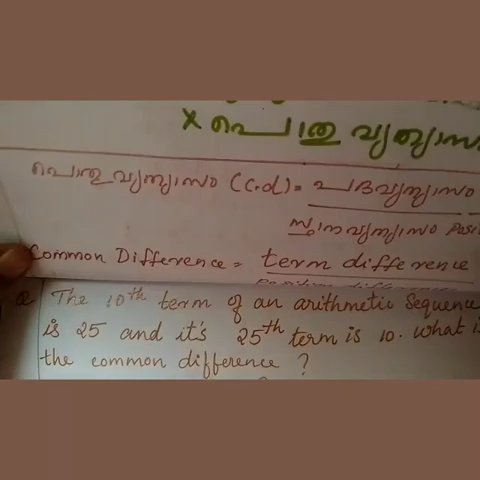 x പൊതു വ്യത്യാസം
പൊതുവ്യത്യാസം (c.d) = പദവ്യത്യാസം
സ്ഥാനവ്യത്യാസം
Common Difference = term difference
Q The 10th term of an arithmetic Sequence
is 25 and it's 25th term is 10. what is
the common difference ?